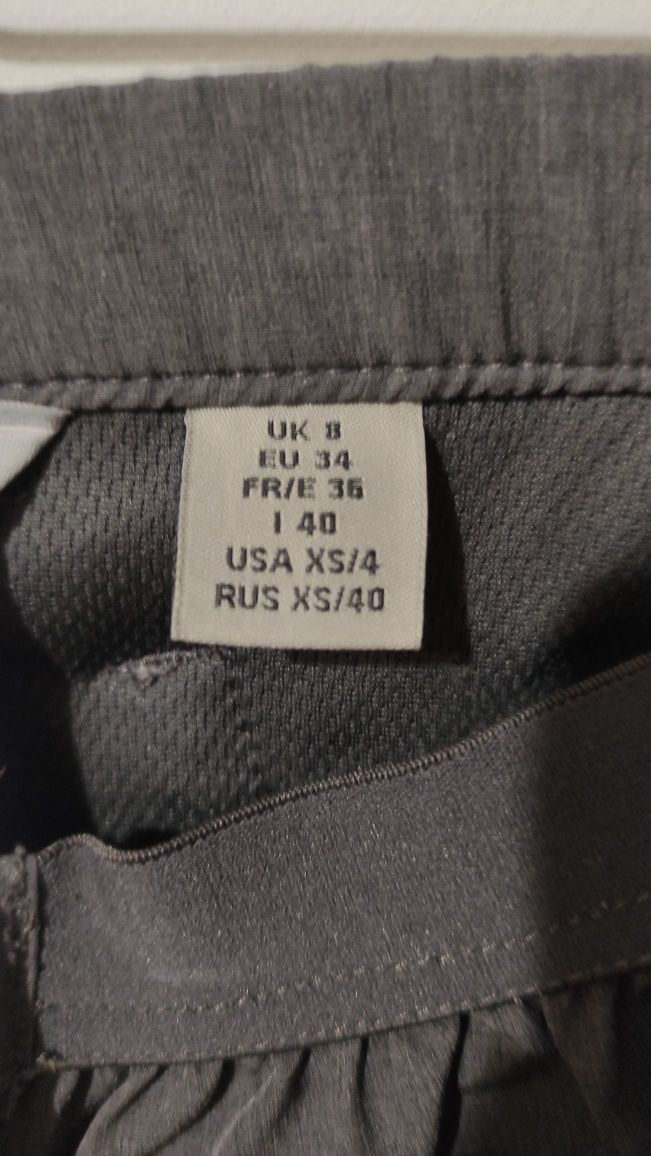 UK 8
EU 34
FR/E 36
I 40
USA XS/4
RUS XS/40